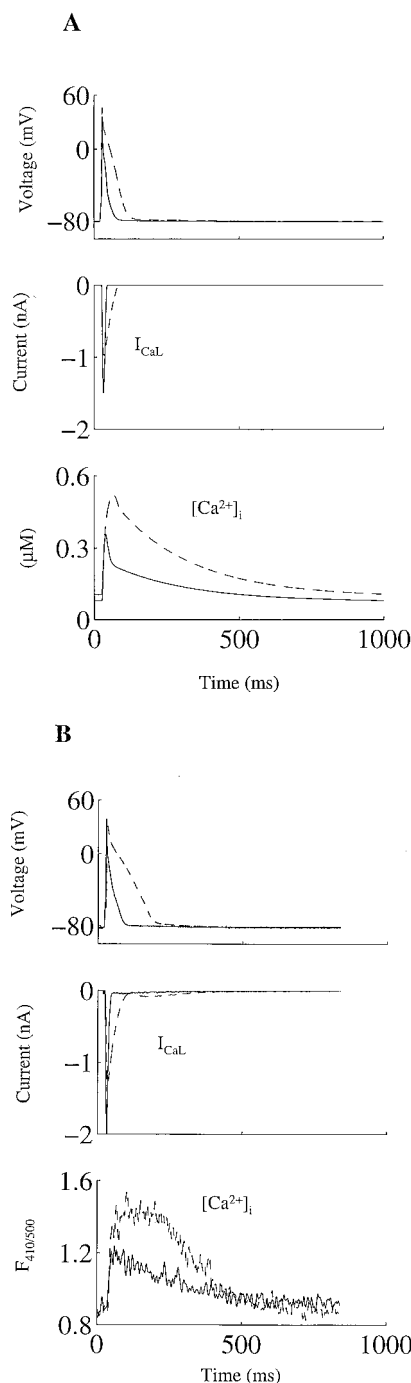 A
60
0
−80
Voltage (mV)
0
−1
−2
Current (nA)
I_CaL
0.6
0.3
0
(μM)
[Ca²⁺]ᵢ
0 500 1000
Time (ms)
B
60
0
−80
Voltage (mV)
0
−1
−2
Current (nA)
I_CaL
1.6
1.2
0.8
F_410/500
[Ca²⁺]ᵢ
0 500 1000
Time (ms)